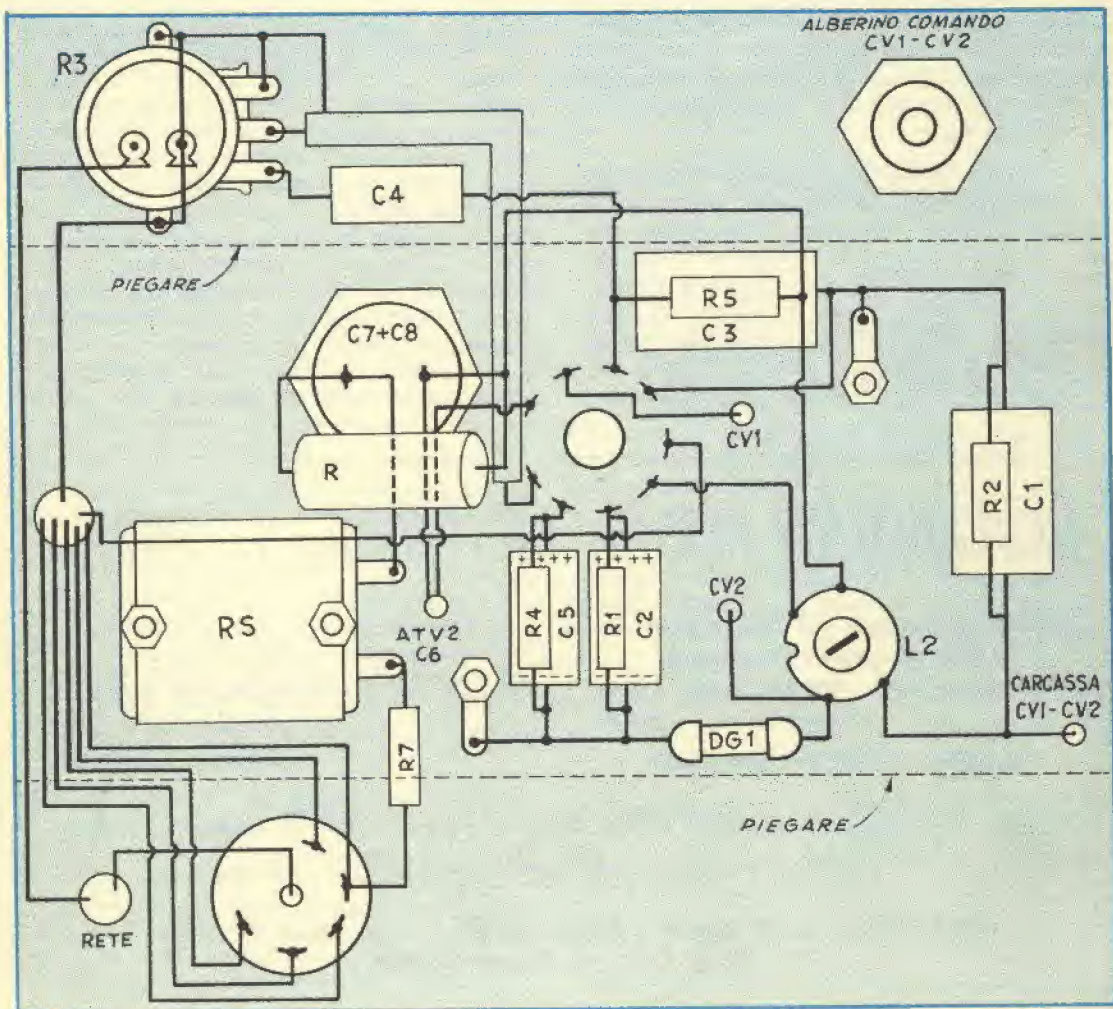 ALBERINO COMANDO
CV1-CV2
R3
C4
PIEGARE
R5
C3
C7+C8
CV1
R
R2
C1
++++
++++
R4
C5
R1
C2
CV2
RS
ATV2
C6
L2
CARCASSA
CV1-CV2
DG1
R7
PIEGARE
RETE